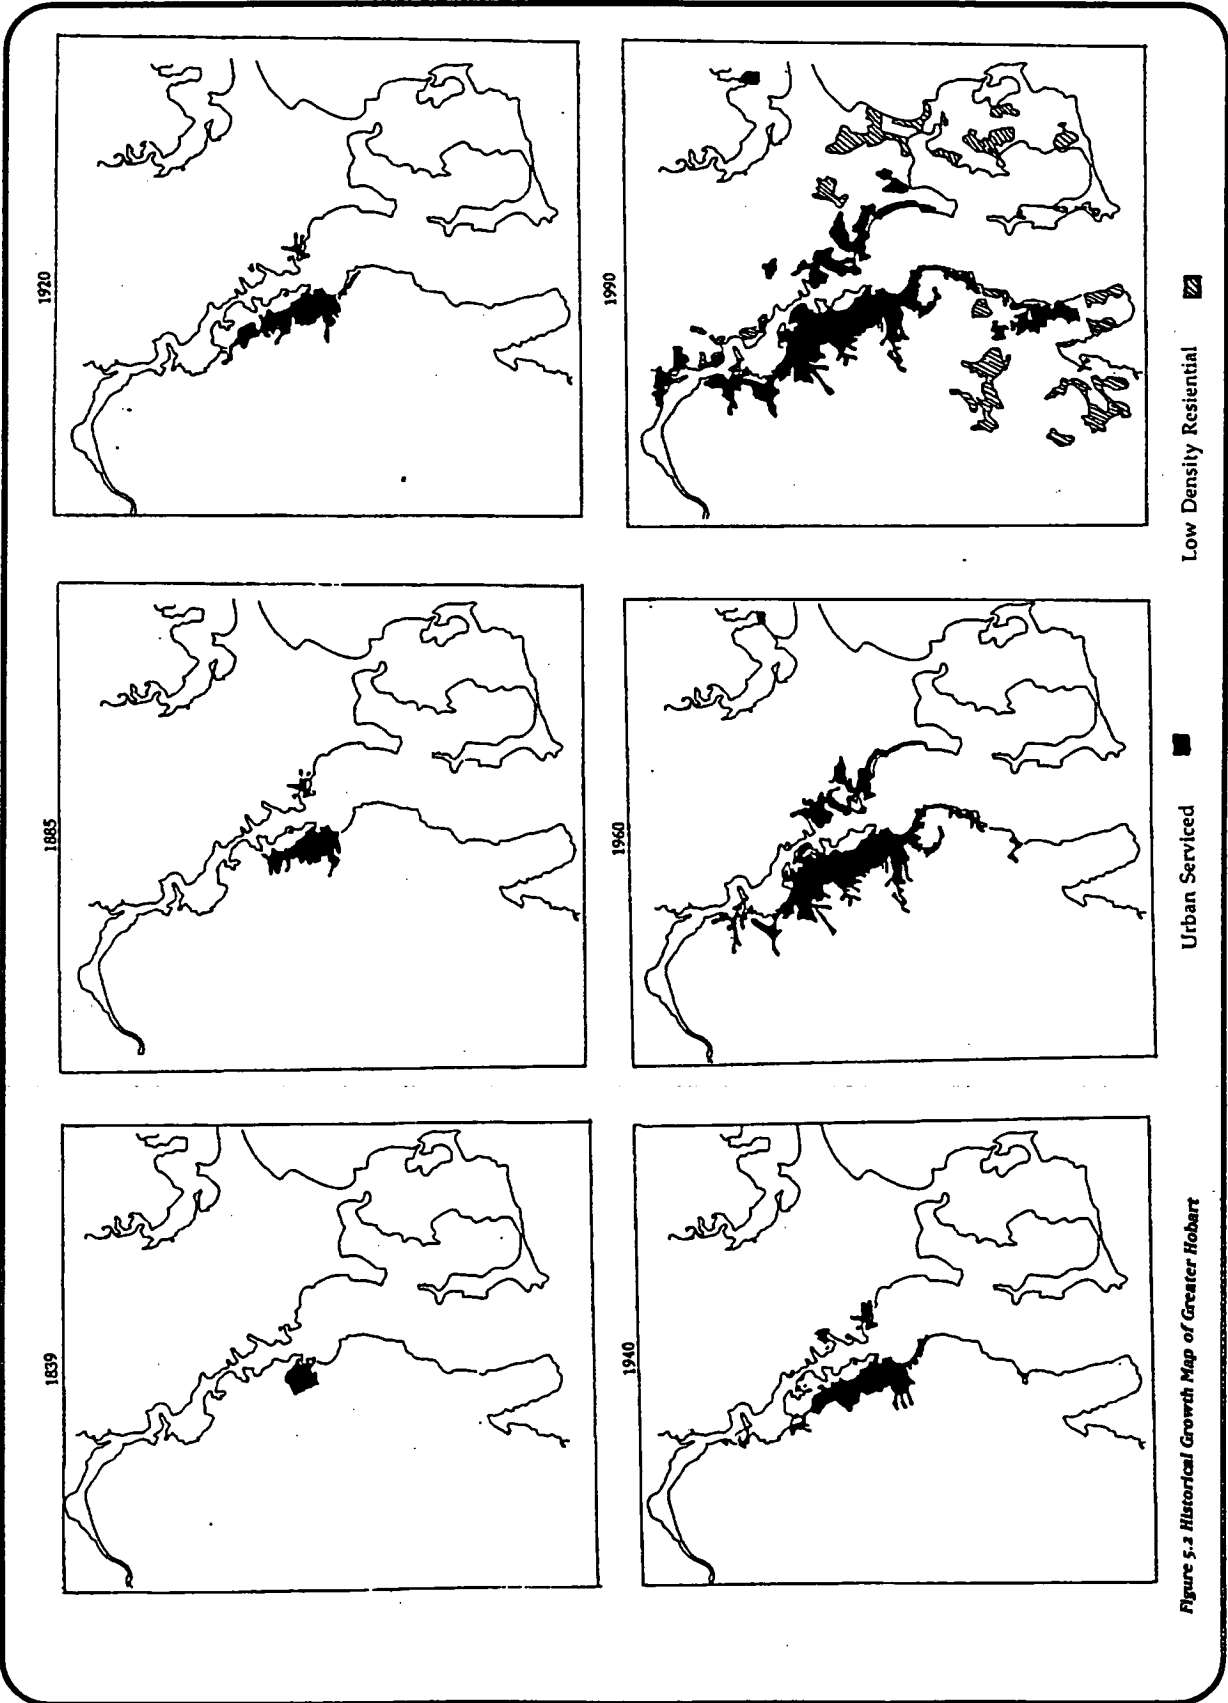 1839
1885
1920
1940
1960
1990
Figure 5.2 Historical Growth Map of Greater Hobart
Urban Serviced
Low Density Resiential